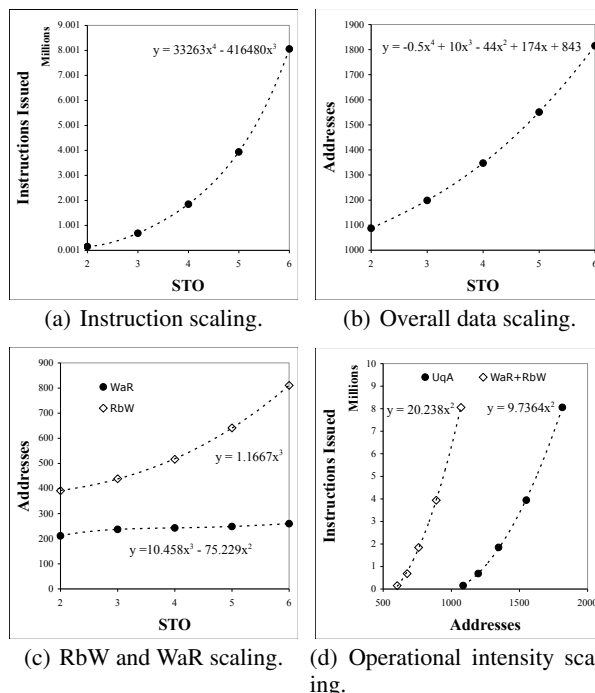 Instructions Issued
Millions
9.001
8.001
7.001
6.001
5.001
4.001
3.001
2.001
1.001
0.001
y = 33263x⁴ - 416480x³
2 3 4 5 6
STO
(a) Instruction scaling.
Addresses
1900
1800
1700
1600
1500
1400
1300
1200
1100
1000
y = -0.5x⁴ + 10x³ - 44x² + 174x + 843
2 3 4 5 6
STO
(b) Overall data scaling.
Addresses
900
800
700
600
500
400
300
200
100
0
WaR
RbW
y = 1.1667x³
y =10.458x³ - 75.229x²
2 3 4 5 6
STO
(c) RbW and WaR scaling.
UqA WaR+RbW
Instructions Issued
Millions
10
9
8
7
6
5
4
3
2
1
0
y = 20.238x²
y = 9.7364x²
500 1000 1500 2000
Addresses
(d) Operational intensity sca
ing.